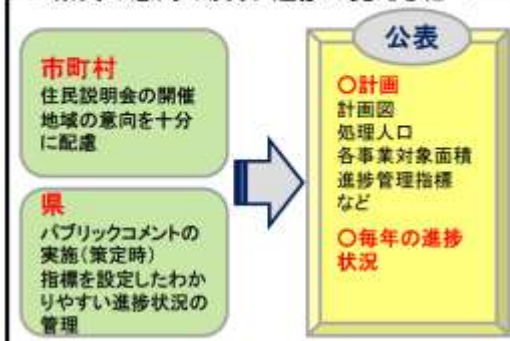 市町村
住民説明会の開催
地域の意向を十分
に配慮
県
パブリックコメントの
実施(策定時)
指標を設定したわか
りやすい進捗状況の
管理
公表
○計画
計画図
処理人口
各事業対象面積
進捗管理指標
など
○毎年の進捗
状況